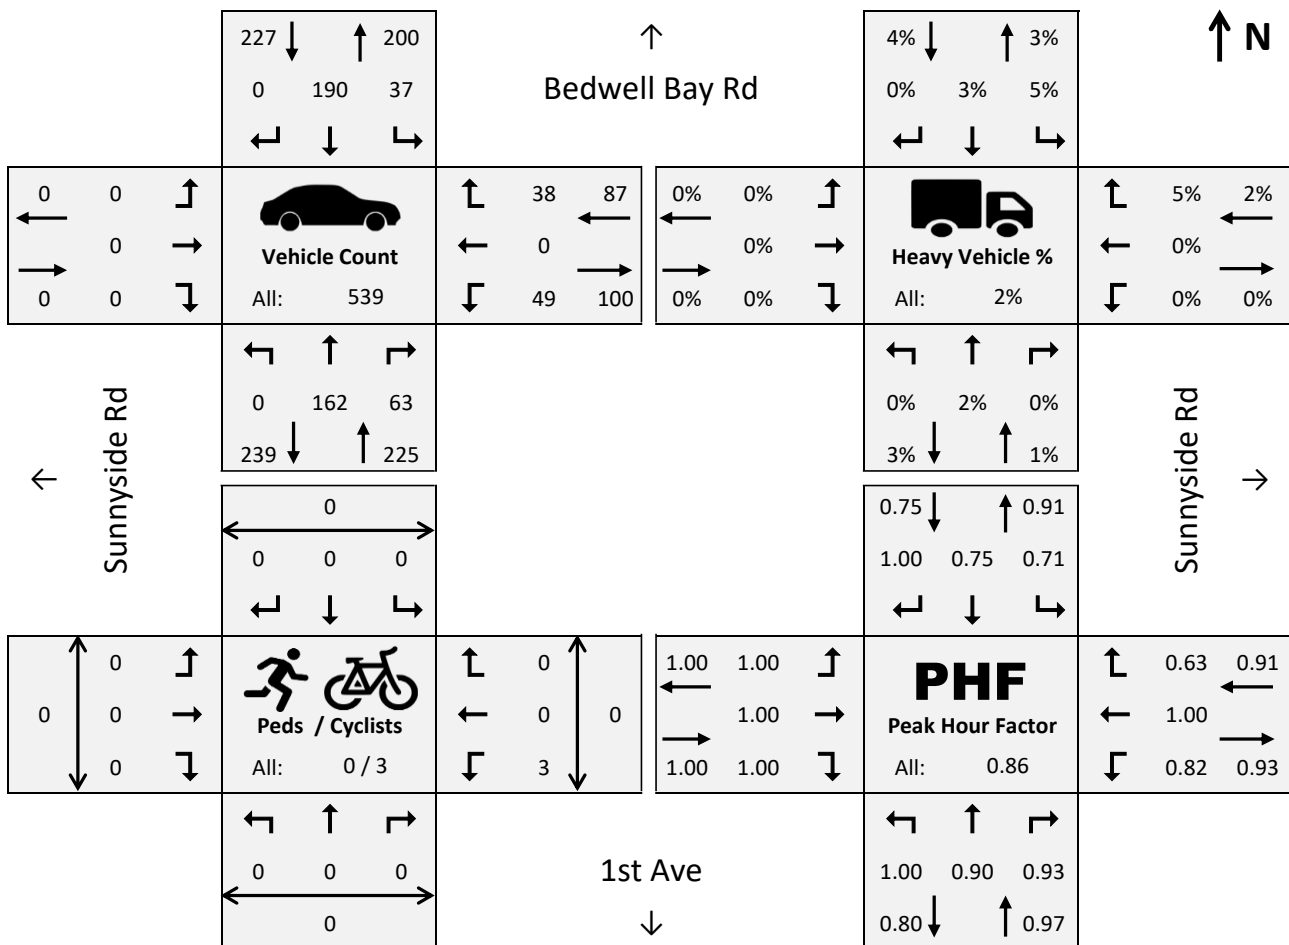 227 200 4% 3% N
0 190 37 Bedwell Bay Rd 0% 3% 5%
0 0 38 87 0% 0% 5% 2%
0 Vehicle Count 0 0% Heavy Vehicle % 0%
0 0 All: 539 49 100 0% 0% All: 2% 0% 0%
0 162 63 0% 2% 0%
239 225 3% 1%
Sunnyside Rd
Sunnyside Rd
0 0.75 0.91
0 0 0 1.00 0.75 0.71
0 0 1.00 1.00 PHF 0.63 0.91
0 0 Peds / Cyclists 0 0 1.00 Peak Hour Factor 1.00
0 All: 0 / 3 3 1.00 1.00 All: 0.86 0.82 0.93
0 0 0 1st Ave 1.00 0.90 0.93
0 0.80 0.97